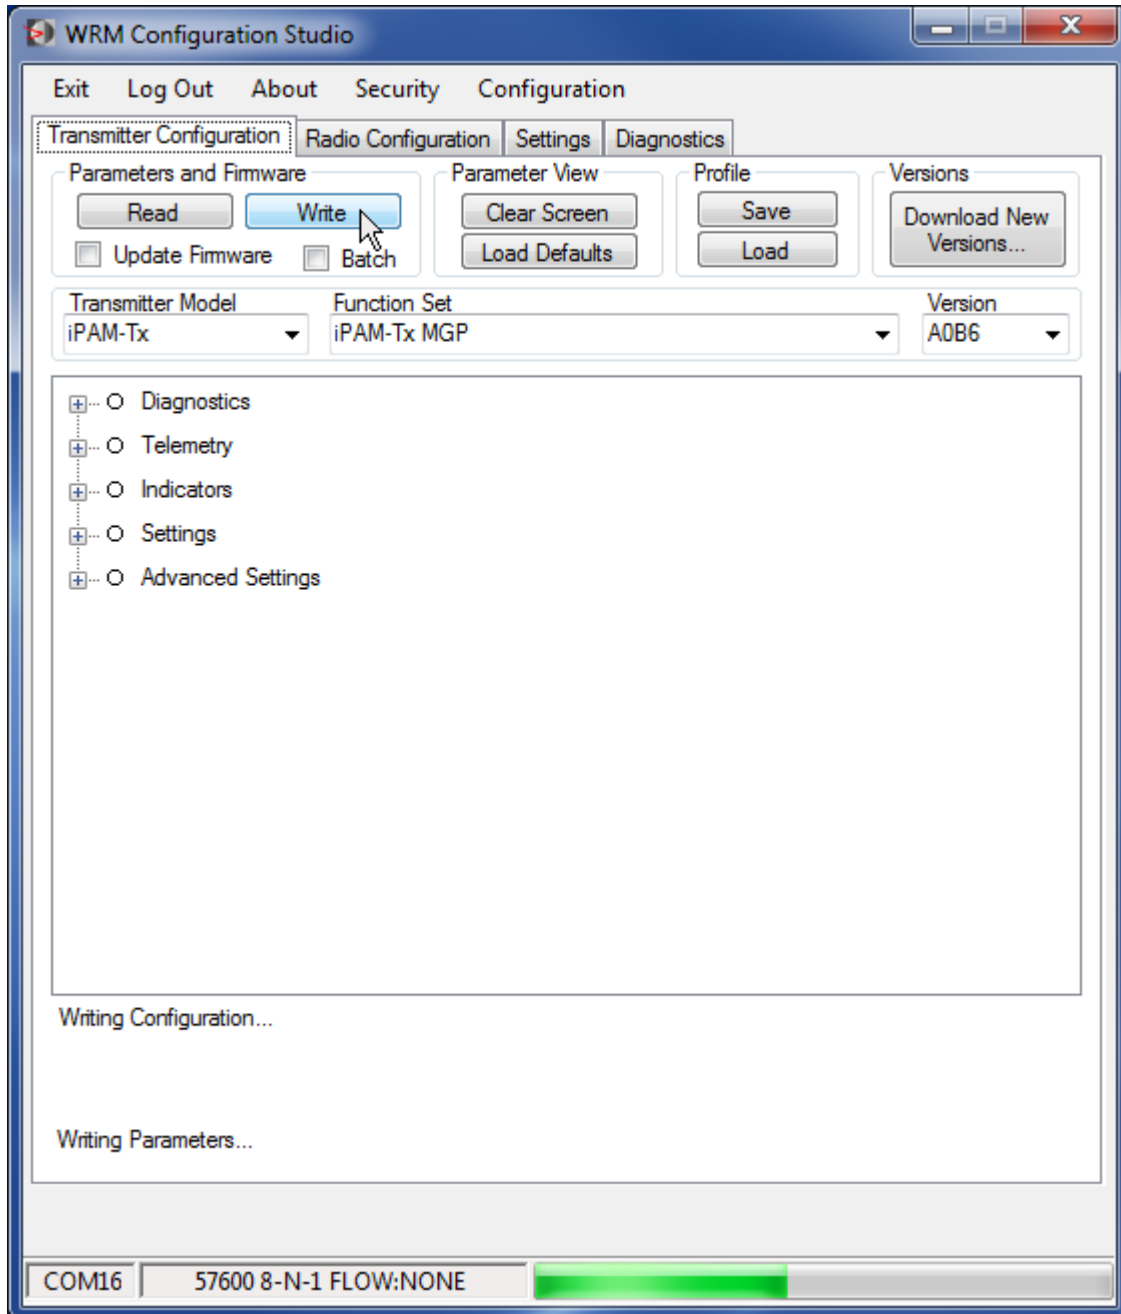 WRM Configuration Studio
Exit Log Out About Security Configuration
Transmitter Configuration Radio Configuration Settings Diagnostics
Parameters and Firmware Parameter View Profile Versions
Read Write Clear Screen Save Download New
Versions...
Update Firmware Batch Load Defaults Load
Transmitter Model Function Set Version
iPAM-Tx iPAM-Tx MGP A0B6
Diagnostics
Telemetry
Indicators
Settings
Advanced Settings
Writing Configuration...
Writing Parameters...
COM16 57600 8-N-1 FLOW:NONE